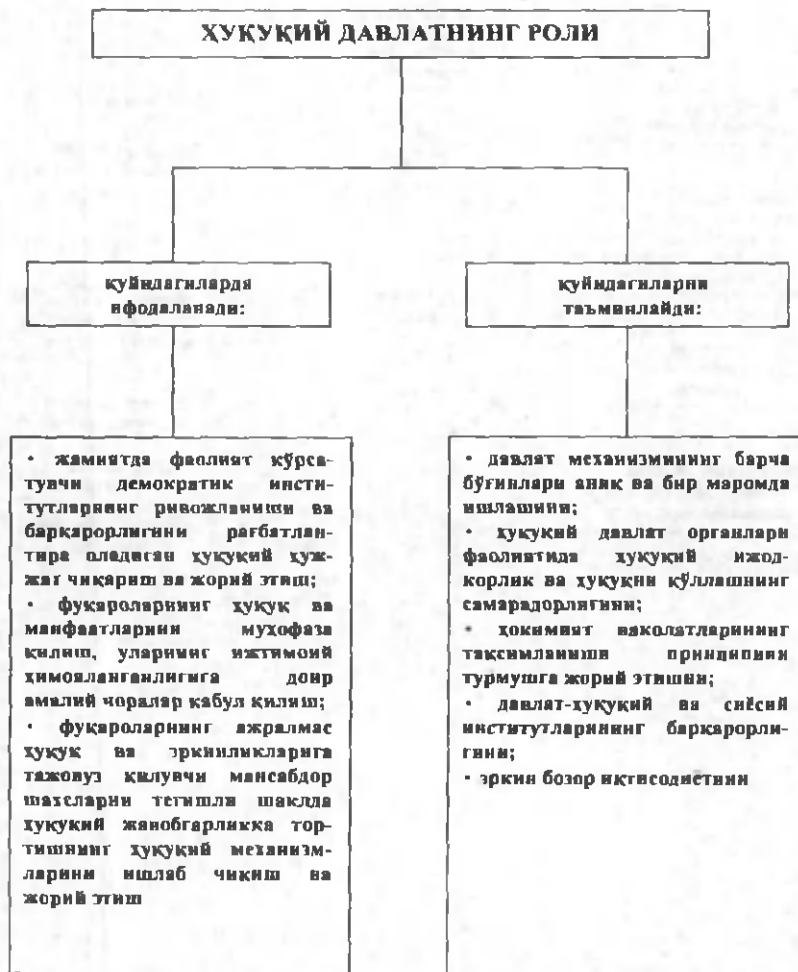 ҲУҚУҚИЙ ДАВЛАТНИНГ РОЛИ
қуйидагиларда
ифодаланади:
қуйидагиларни
таъминлайди:
• жамиятда фаолият кўрса-
тувчи демократик инсти-
тутларнинг ривожланиши ва
барқарорлигини рағбатлан-
тира оладиган ҳуқуқий ҳуж-
жат чиқариш ва жорий этиш;
• фуқароларнинг ҳуқуқ ва
манфаатларини муҳофаза
қилиш, уларнинг ижтимоий
ҳимояланганлигига доир
амалий чоралар қабул қилиш;
• фуқароларнинг ажралмас
ҳуқуқ ва эркинликларига
тажовуз қилувчи мансабдор
шахсларни тегишли шаклда
ҳуқуқий жавобгарликка тор-
тишнинг ҳуқуқий механизм-
ларини ишлаб чиқиш ва
жорий этиш
• давлат механизмининг барча
бўғинлари аниқ ва бир маромда
ишлашини;
• ҳуқуқий давлат органлари
фаолиятида ҳуқуқий ижод-
корлик ва ҳуқуқни қўллашнинг
самарадорлигини;
• ҳокимият ваколатларининг
тақсимланиши принципини
турмушга жорий этишни;
• давлат-ҳуқуқий ва сиёсий
институтларининг барқарорли-
гини;
• эркин бозор иқтисодиётини